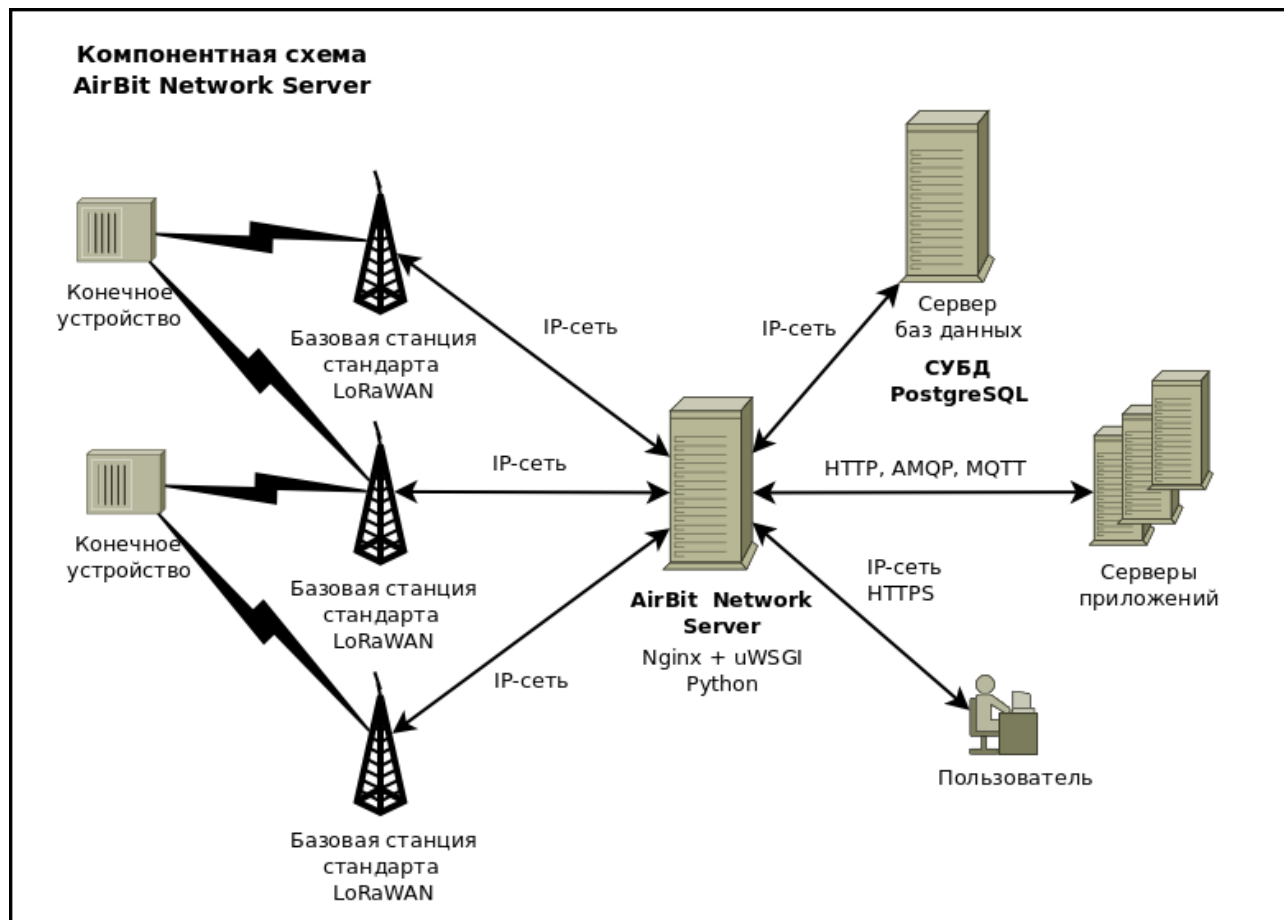 Компонентная схема
AirBit Network Server
Конечное
устройство
Базовая станция
стандарта
LoRaWAN
IP-сеть
IP-сеть
Сервер
баз данных
СУБД
PostgreSQL
Конечное
устройство
Базовая станция
стандарта
LoRaWAN
IP-сеть
HTTP, AMQP, MQTT
Серверы
приложений
AirBit Network
Server
Nginx + uWSGI
Python
IP-сеть
HTTPS
IP-сеть
Пользователь
Базовая станция
стандарта
LoRaWAN